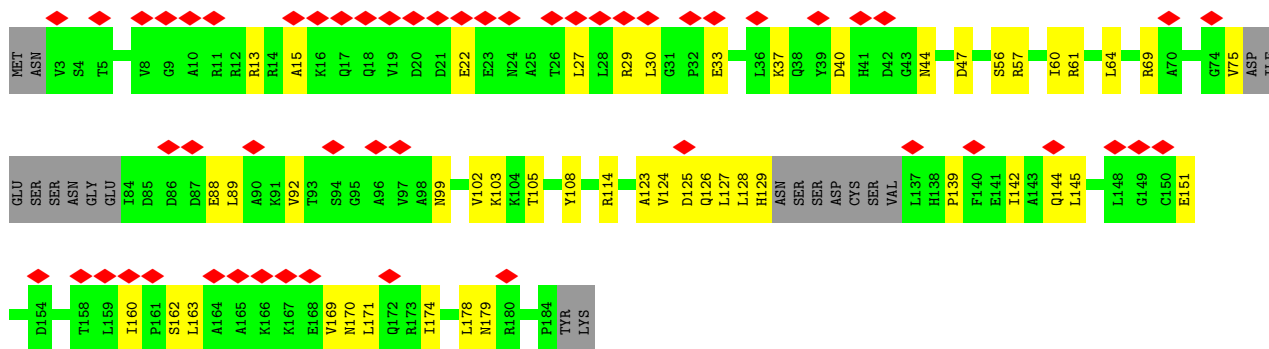 MET ASN V3 S4 T5 V8 G9 A10 R11 R12 R13 R14 A15 K16 Q17 Q18 V19 D20 D21 E22 E23 N24 A25 T26 L27 L28 R29 L30 G31 P32 E33 L36 K37 Q38 Y39 D40 H41 D42 G43 N44 D47 S56 R57 I60 R61 L64 R69 A70 G74 V75 ASP ILE
GLU SER SER ASN GLY GLU I84 D85 D86 D87 E88 L89 A90 K91 V92 T93 S94 G95 A96 V97 A98 N99 V102 K103 K104 T105 Y108 R114 A123 V124 D125 Q126 L127 L128 H129 ASN SER SER ASP CYS SER VAL L137 H138 P139 F140 E141 I142 A143 Q144 L145 L148 G149 C150 E151
D154 T158 L159 I160 P161 S162 L163 A164 A165 K166 K167 E168 V169 N170 L171 Q172 R173 I174 L178 N179 R180 P184 TYR LYS